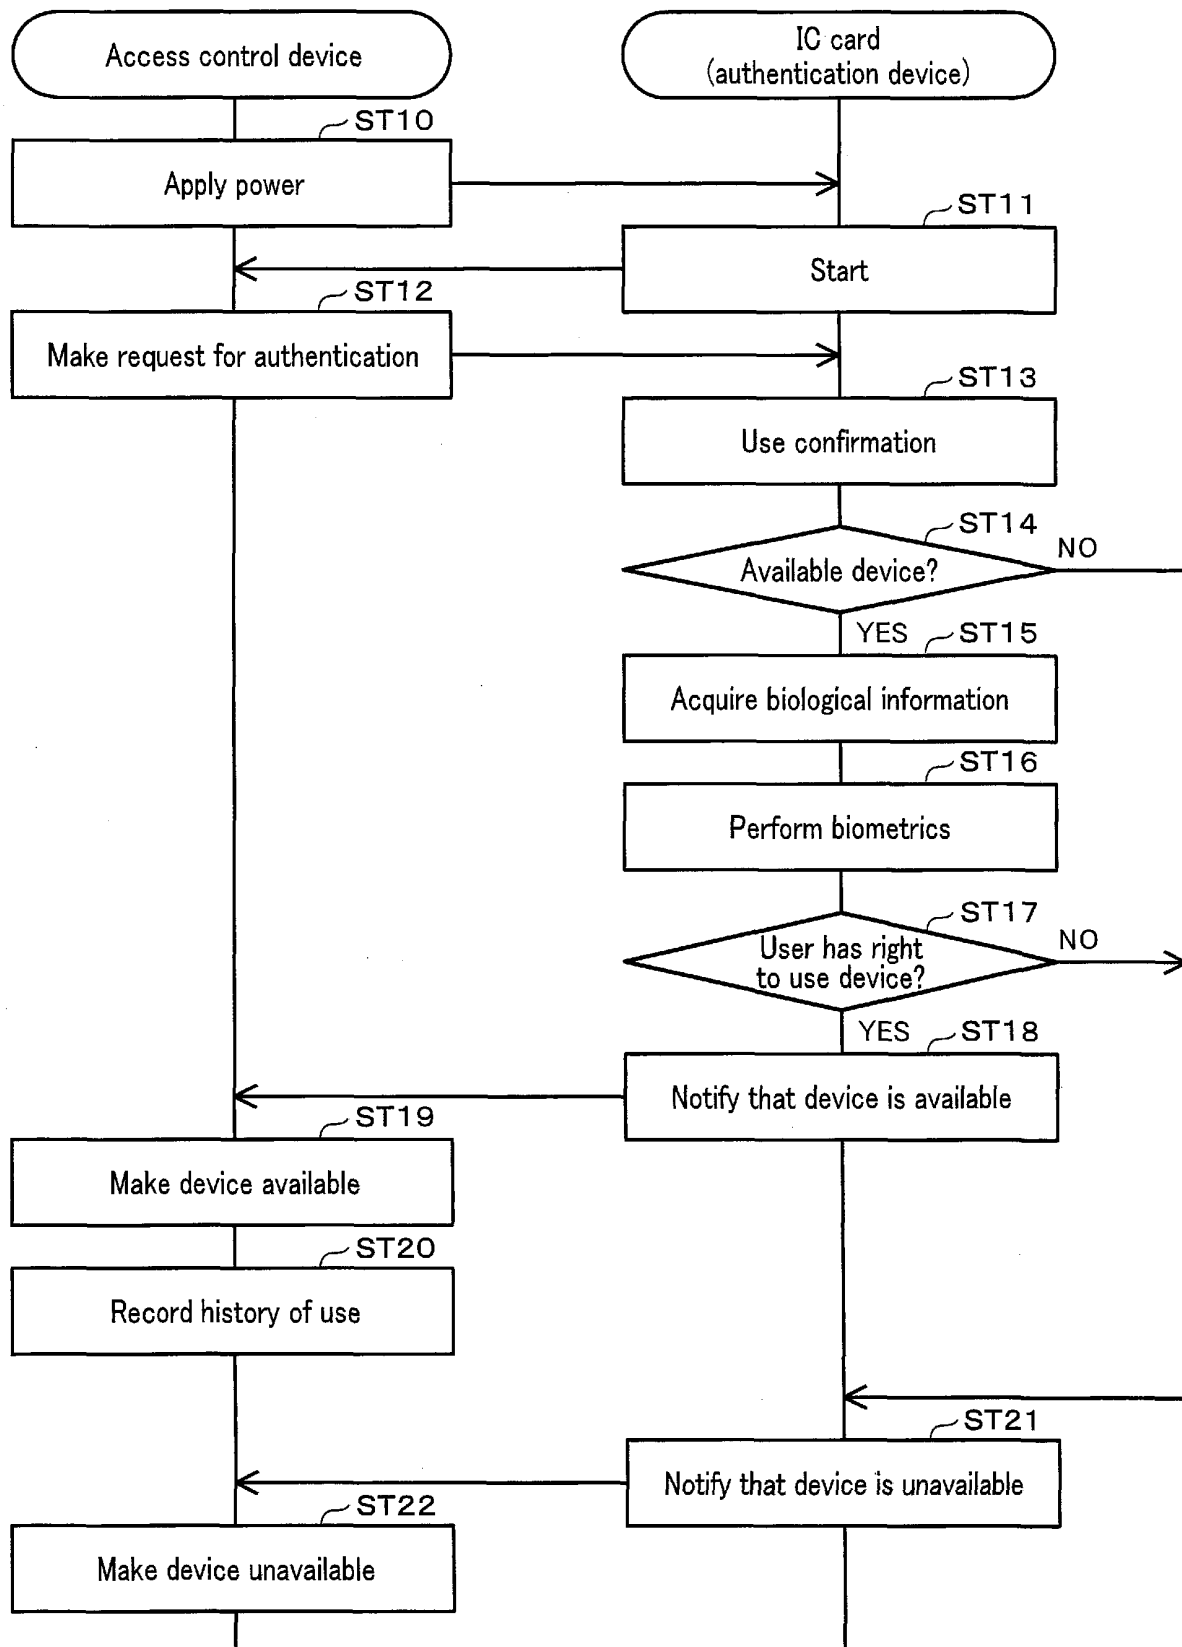 Access control device
IC card
(authentication device)
ST10
Apply power
ST11
Start
ST12
Make request for authentication
ST13
Use confirmation
ST14
Available device?
NO
YES
ST15
Acquire biological information
ST16
Perform biometrics
ST17
User has right
to use device?
NO
YES
ST18
Notify that device is available
ST19
Make device available
ST20
Record history of use
ST21
Notify that device is unavailable
ST22
Make device unavailable